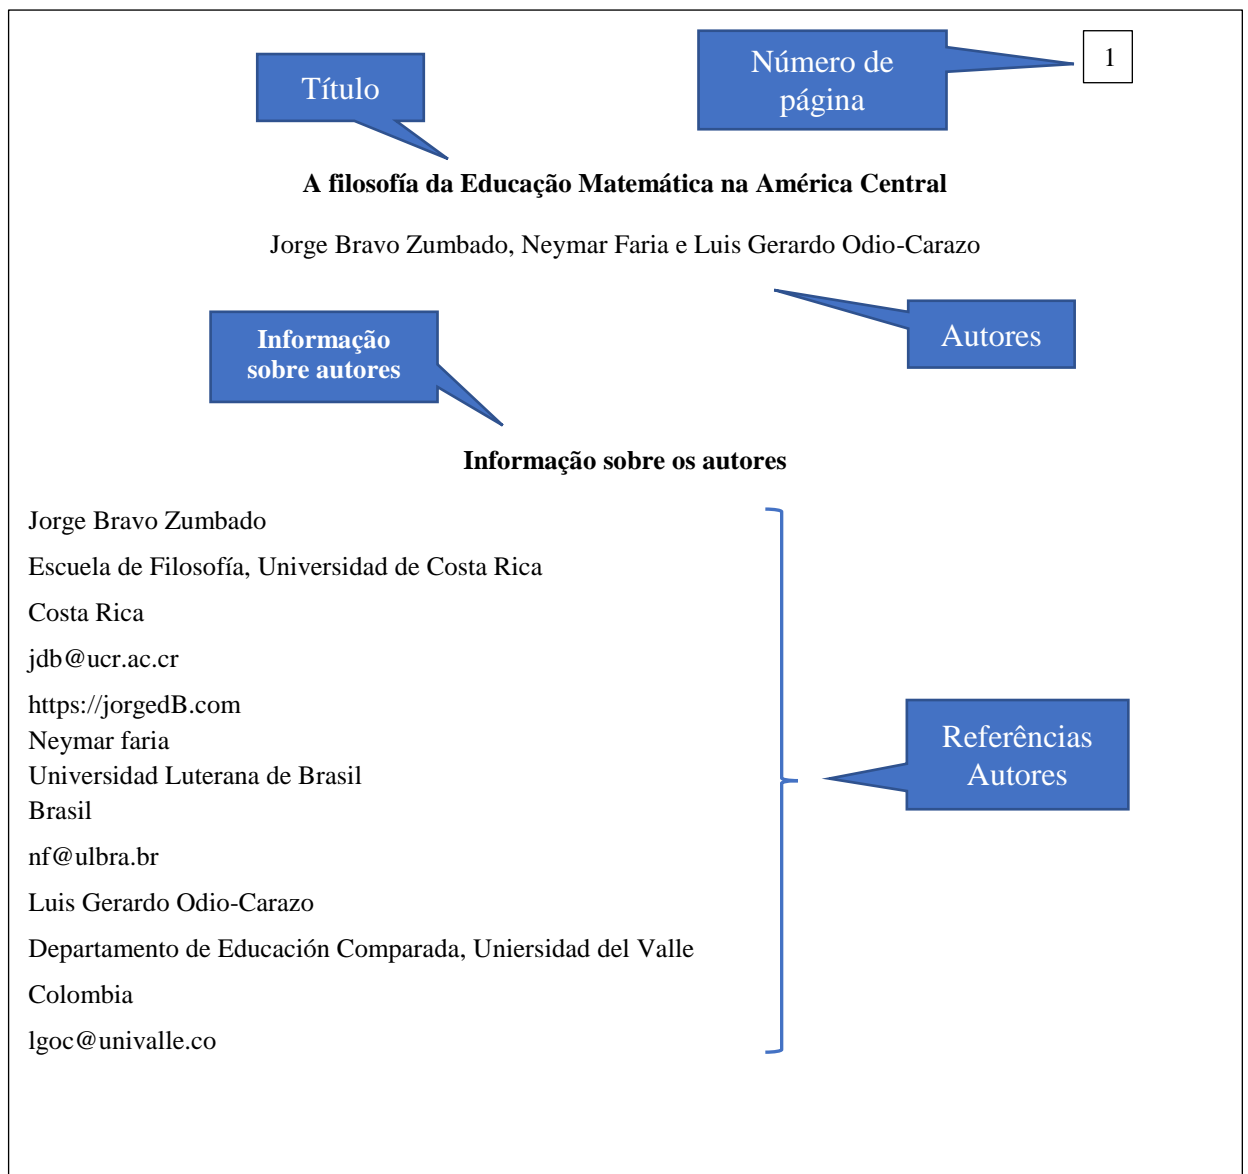 Número de
página
1
Título
A filosofía da Educação Matemática na América Central
Jorge Bravo Zumbado, Neymar Faria e Luis Gerardo Odio-Carazo
Autores
Informação
sobre autores
Informação sobre os autores
Jorge Bravo Zumbado
Escuela de Filosofía, Universidad de Costa Rica
Costa Rica
jdb@ucr.ac.cr
https://jorgedB.com
Neymar faria
Universidad Luterana de Brasil
Brasil
nf@ulbra.br
Luis Gerardo Odio-Carazo
Departamento de Educación Comparada, Uniersidad del Valle
Colombia
lgoc@univalle.co
Referências
Autores